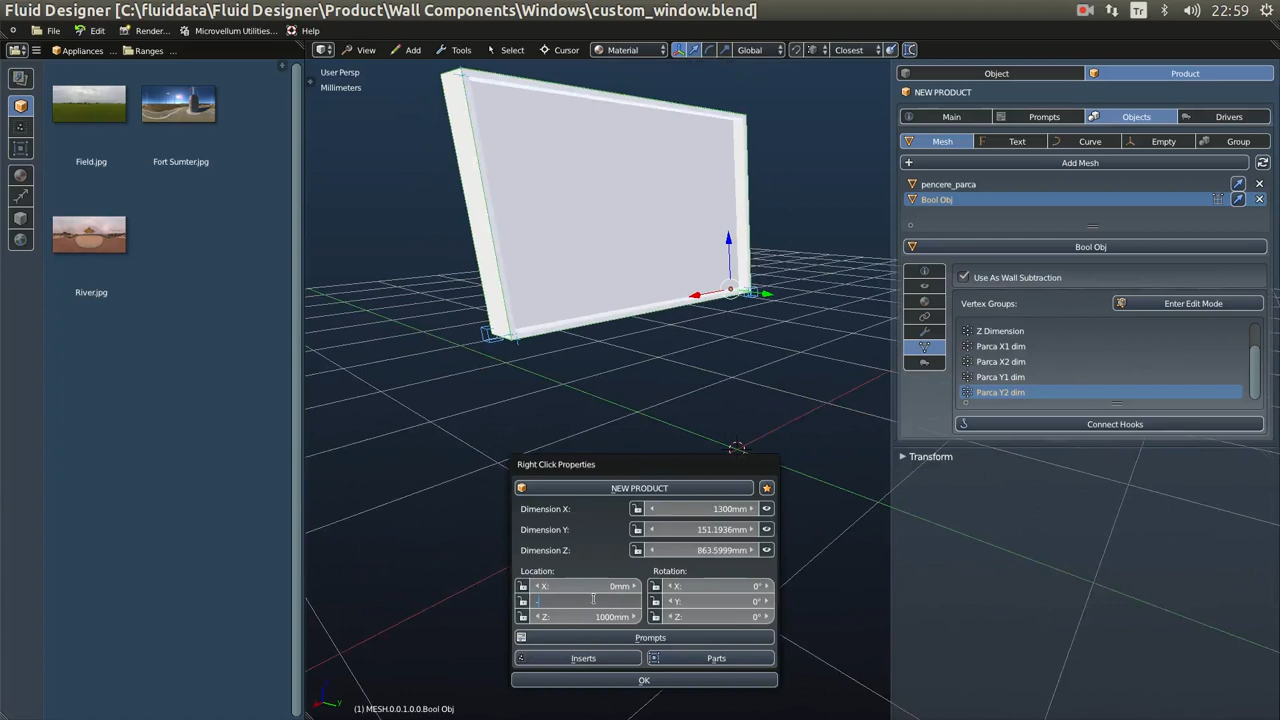 Fluid Designer [C:\fluiddata\Fluid Designer\Product\Wall Components\Windows\custom_window.blend]
Tr
22:59
File
Edit
Render...
Microvellum Utilities...
Help
Appliances
Ranges
View
Add
Tools
Select
Cursor
Material
Global
Closest
Field.jpg
Fort Sumter.jpg
River.jpg
User Persp
Millimeters
Object
Product
NEW PRODUCT
Main
Prompts
Objects
Drivers
Mesh
Text
Curve
Empty
Group
Add Mesh
pencere_parca
Bool Obj
Bool Obj
Use As Wall Subtraction
Vertex Groups:
Enter Edit Mode
Z Dimension
Parca X1 dim
Parca X2 dim
Parca Y1 dim
Parca Y2 dim
Connect Hooks
Transform
Right Click Properties
NEW PRODUCT
Dimension X:
1300mm
Dimension Y:
151.1936mm
Dimension Z:
863.5999mm
Location:
Rotation:
X:
0mm
X:
0°
-
Y:
0°
Z:
1000mm
Z:
0°
Prompts
Inserts
Parts
OK
(1) MESH.0.0.1.0.0.Bool Obj
z
y